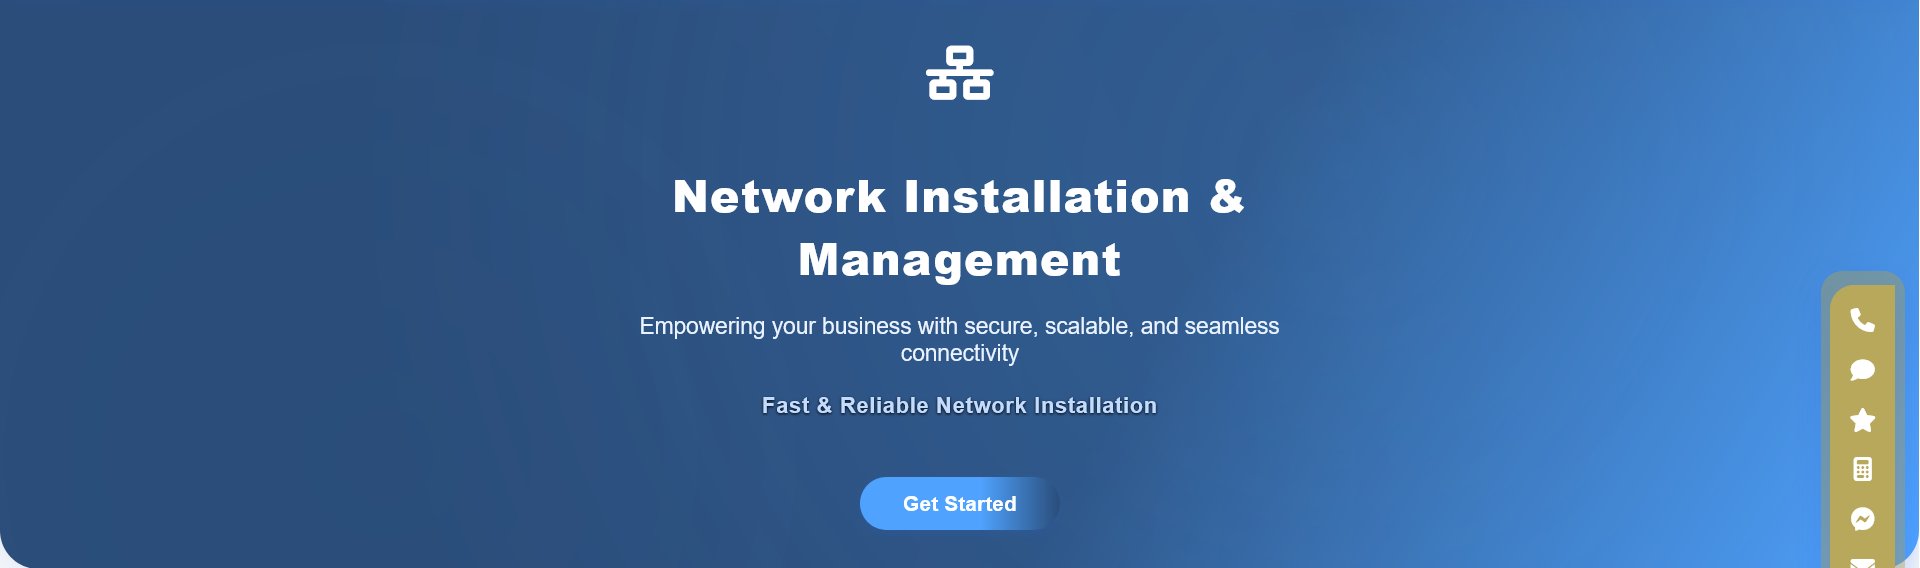 Network Installation &
Management
Empowering your business with secure, scalable, and seamless
connectivity
Fast & Reliable Network Installation
Get Started